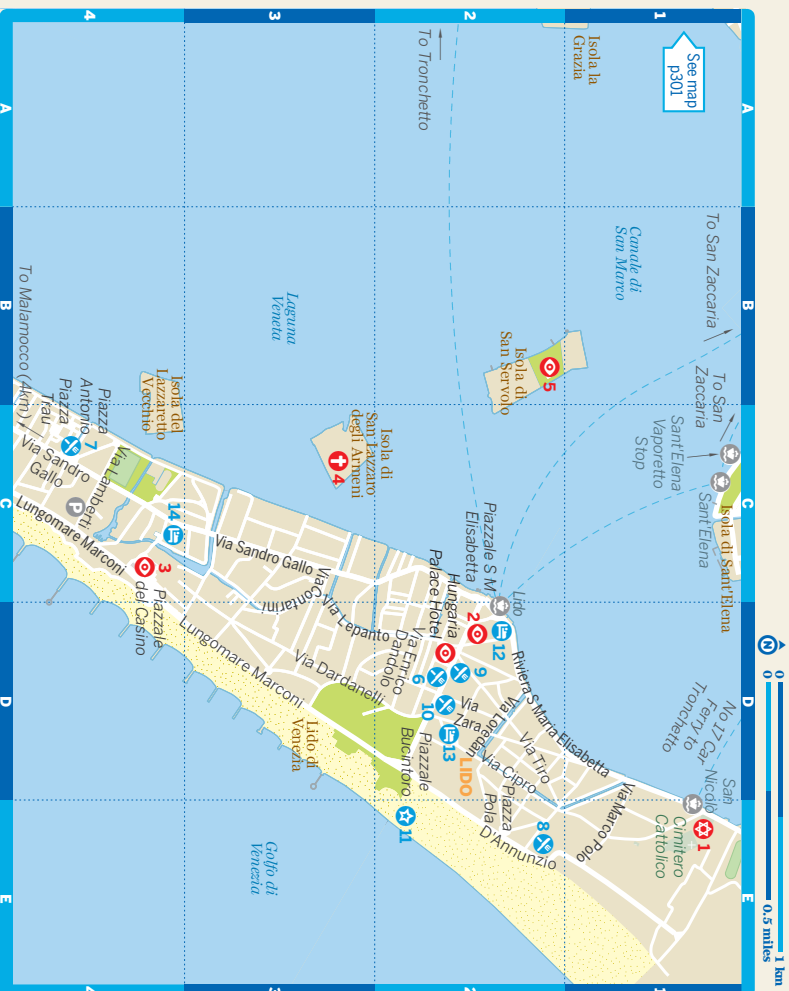 0 1 km
0 0.5 miles
N
A
B
C
D
E
1
2
3
4
See map
p301
To San Zaccaria
To San
Zaccaria
Sant'Elena
Vaporetto
Stop
Sant'Elena
Isola di Sant'Elena
No 17 Car
Ferry to
Tronchetto
San
Nicolò
1
Cimitero
Cattolico
Isola la
Grazia
Canale di
San Marco
To Tronchetto
5
Isola di
San Servolo
Lido
Piazzale S M
Elisabetta
12
2
Riviera S Maria Elisabetta
Hungaria
Palace Hotel
9
6
10
13
Via
Zara
Via Loredan
Via Tiro
Via Cipro
Via Marco Polo
Piazza
Pola
8
D'Annunzio
LIDO
Via Enrico
Dandolo
Via Lepanto
Via Dardanelli
Piazzale
Bucintoro
11
Laguna
Veneta
Isola di
San Lazzaro
degli Armeni
4
Via Sandro Gallo
Via Contarini
Lungomare Marconi
Lido di
Venezia
Golfo di
Venezia
Isola del
Lazzaretto
Vecchio
14
3
Piazzale
del Casino
Via Lamberti
Piazza
Antonio
Piazza
Trau
7
Via Sandro
Gallo
P
Lungomare Marconi
To Malamocco (4km)
A
B
C
D
E
1
2
3
4